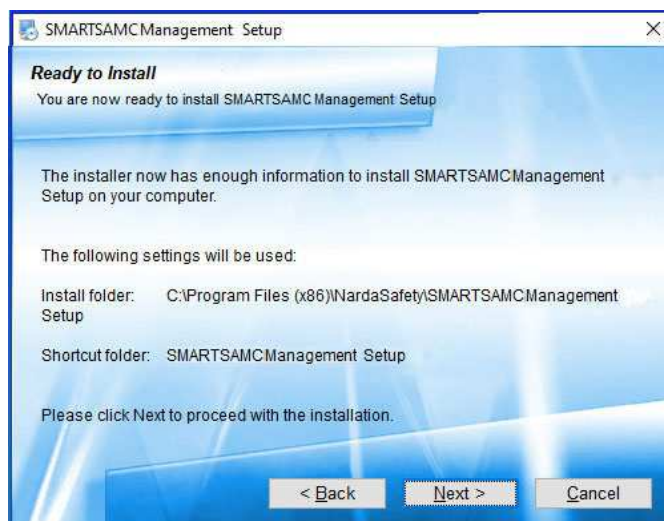 SMARTSAMCManagement Setup
Ready to Install
You are now ready to install SMARTSAMC Management Setup
The installer now has enough information to install SMARTSAMCManagement
Setup on your computer.
The following settings will be used:
Install folder: C:\Program Files (x86)\NardaSafety\SMARTSAMCManagement
Setup
Shortcut folder: SMARTSAMCManagement Setup
Please click Next to proceed with the installation.
< Back Next > Cancel